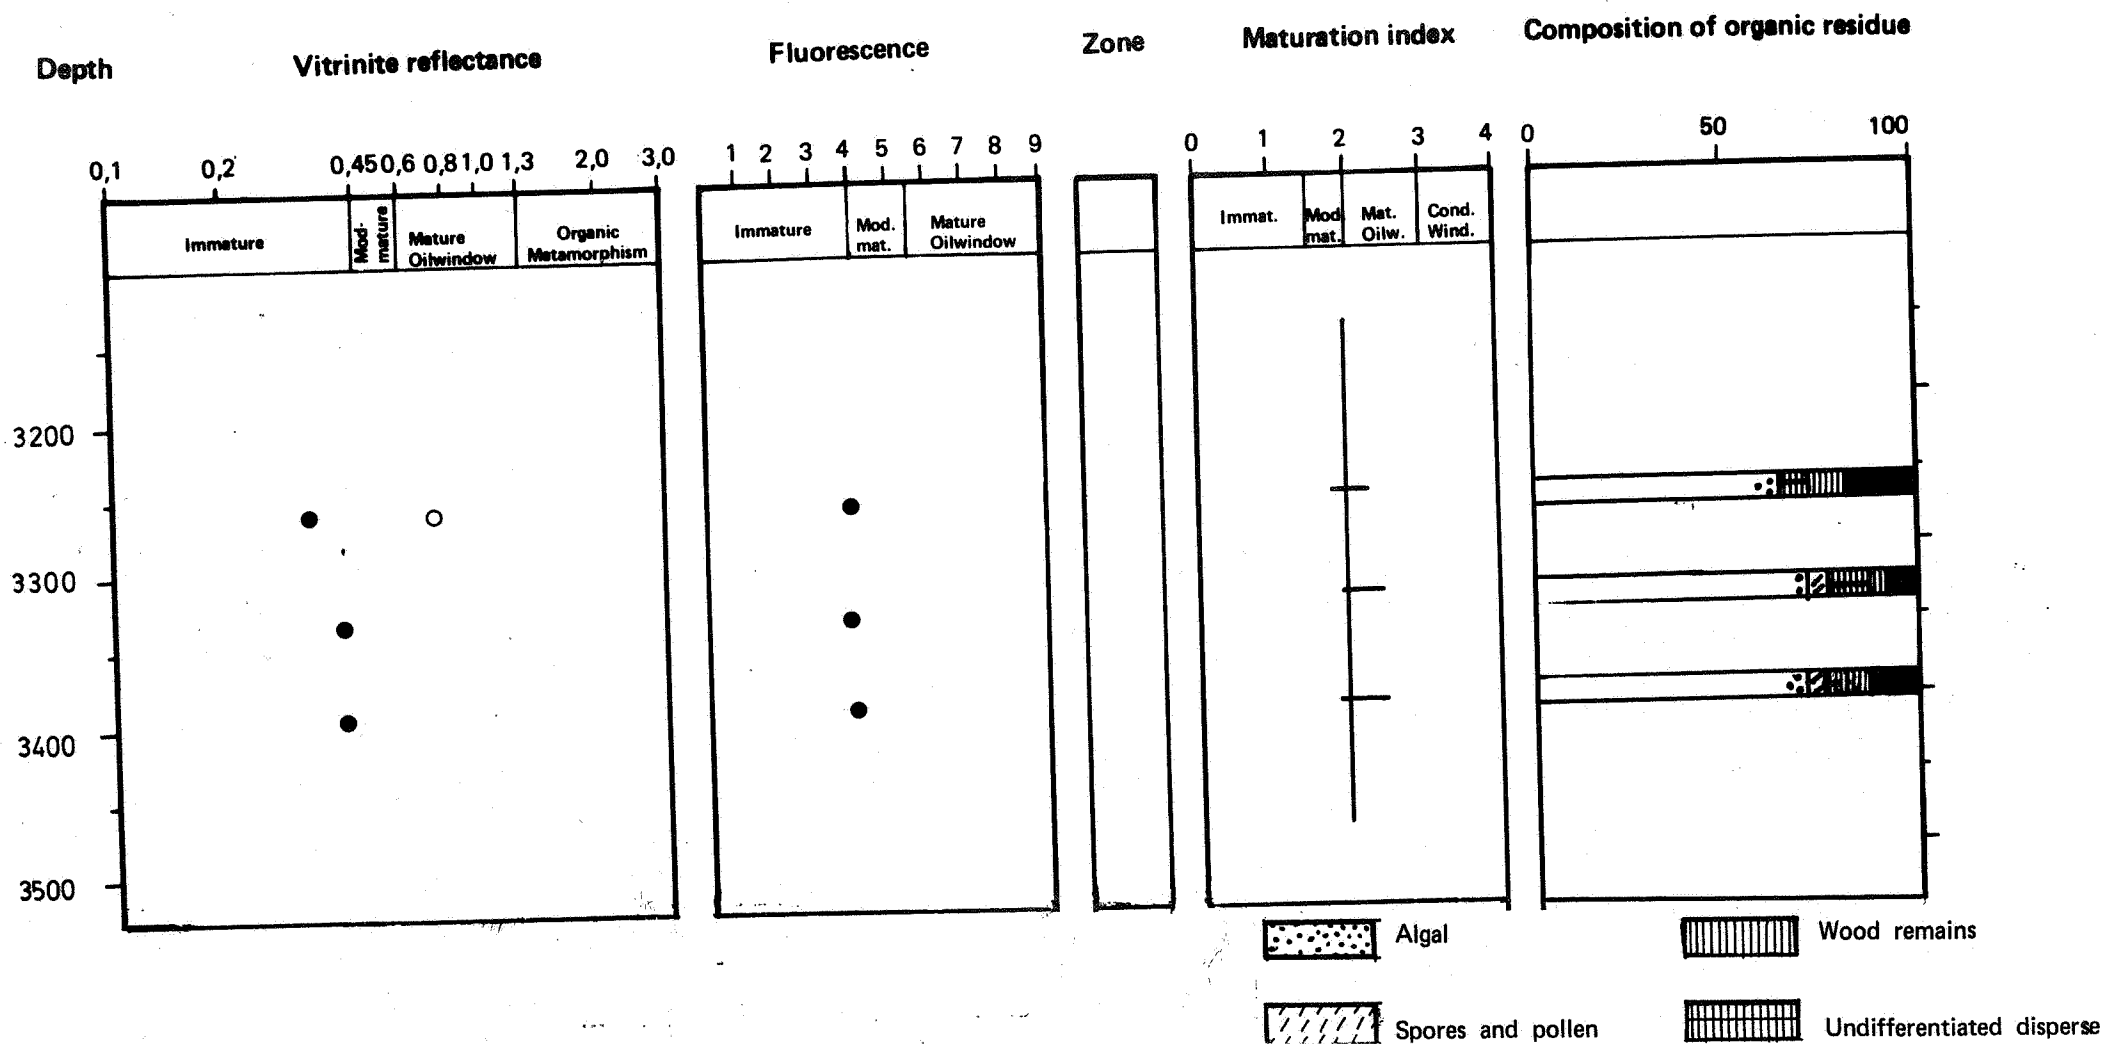 Depth Vitrinite reflectance Fluorescence Zone Maturation index Composition of organic residue
0,1 0,2 0,45 0,6 0,8 1,0 1,3 2,0 3,0
1 2 3 4 5 6 7 8 9
0 1 2 3 4
0 50 100
Immature
Mod-
mature
Mature
Oilwindow
Organic
Metamorphism
Immature
Mod.
mat.
Mature
Oilwindow
Immat.
Mod
mat.
Mat.
Oilw.
Cond.
Wind.
3200
3300
3400
3500
Algal
Wood remains
Spores and pollen
Undifferentiated disperse